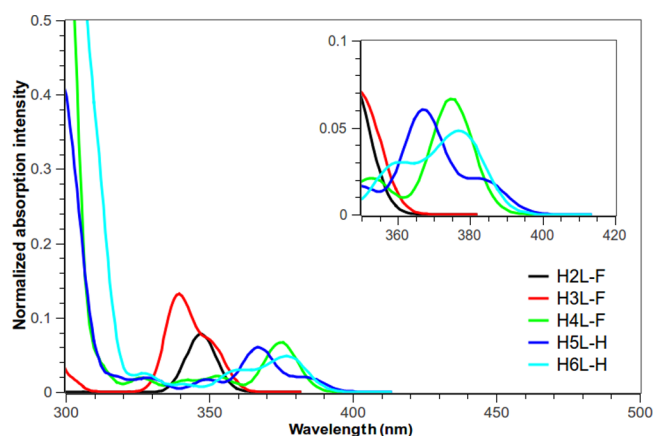 0.5
0.4
0.3
0.2
0.1
0
300
350
400
450
500
Normalized absorption intensity
Wavelength (nm)
0.1
0.05
0
360
380
400
420
H2L-F
H3L-F
H4L-F
H5L-H
H6L-H